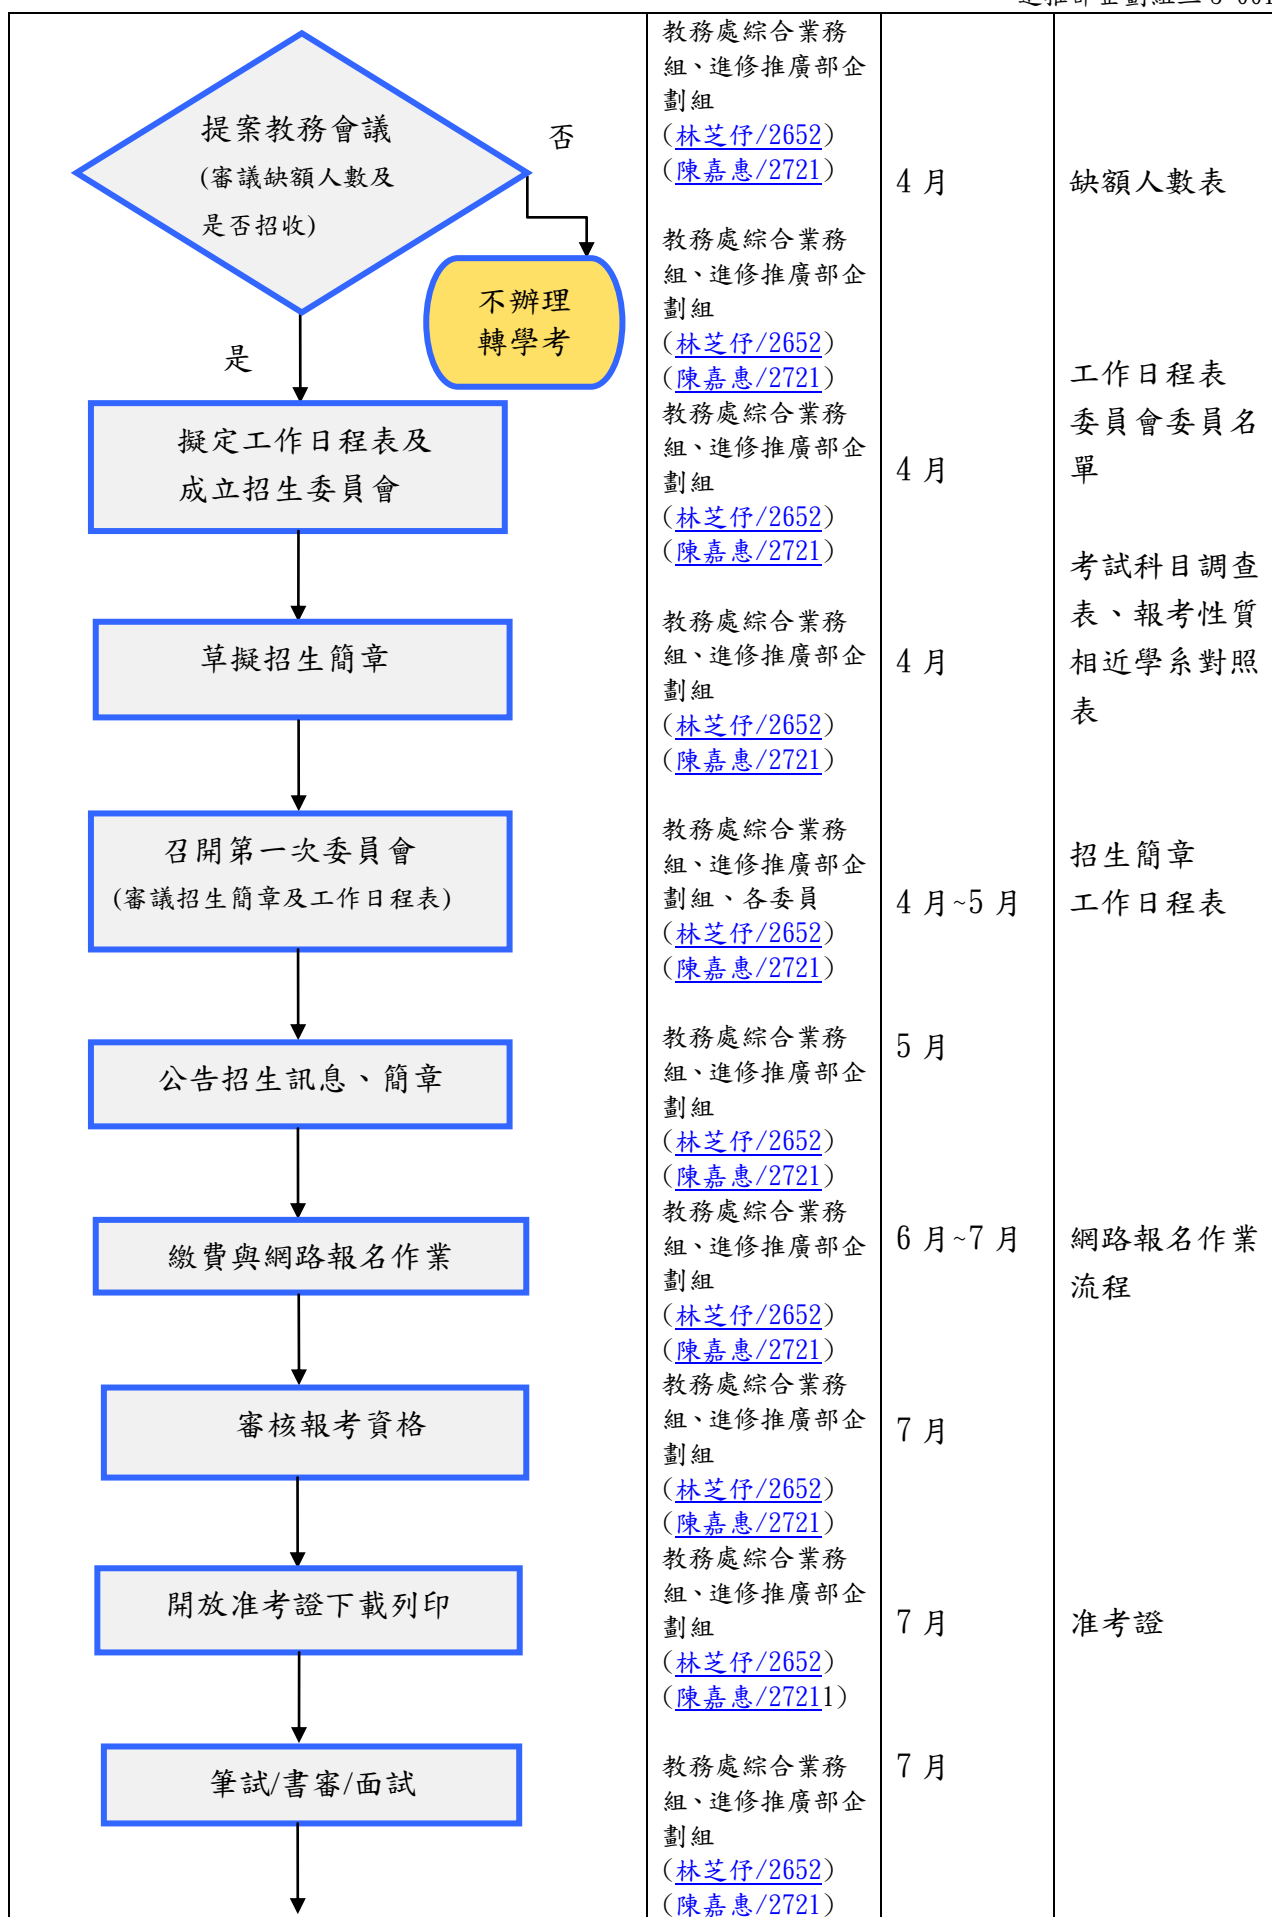 提案教務會議
(審議缺額人數及
是否招收)
否
不辦理
轉學考
是
擬定工作日程表及
成立招生委員會
草擬招生簡章
召開第一次委員會
(審議招生簡章及工作日程表)
公告招生訊息、簡章
繳費與網路報名作業
審核報考資格
開放准考證下載列印
筆試/書審/面試
教務處綜合業務
組、進修推廣部企
劃組
(林芝伃/2652)
(陳嘉惠/2721)
教務處綜合業務
組、進修推廣部企
劃組
(林芝伃/2652)
(陳嘉惠/2721)
教務處綜合業務
組、進修推廣部企
劃組
(林芝伃/2652)
(陳嘉惠/2721)
教務處綜合業務
組、進修推廣部企
劃組
(林芝伃/2652)
(陳嘉惠/2721)
教務處綜合業務
組、進修推廣部企
劃組、各委員
(林芝伃/2652)
(陳嘉惠/2721)
教務處綜合業務
組、進修推廣部企
劃組
(林芝伃/2652)
(陳嘉惠/2721)
教務處綜合業務
組、進修推廣部企
劃組
(林芝伃/2652)
(陳嘉惠/2721)
教務處綜合業務
組、進修推廣部企
劃組
(林芝伃/2652)
(陳嘉惠/2721)
教務處綜合業務
組、進修推廣部企
劃組
(林芝伃/2652)
(陳嘉惠/27211)
教務處綜合業務
組、進修推廣部企
劃組
(林芝伃/2652)
(陳嘉惠/2721)
4 月
4 月
4 月
4 月~5 月
5 月
6 月~7 月
7 月
7 月
7 月
缺額人數表
工作日程表
委員會委員名
單
考試科目調查
表、報考性質
相近學系對照
表
招生簡章
工作日程表
網路報名作業
流程
准考證